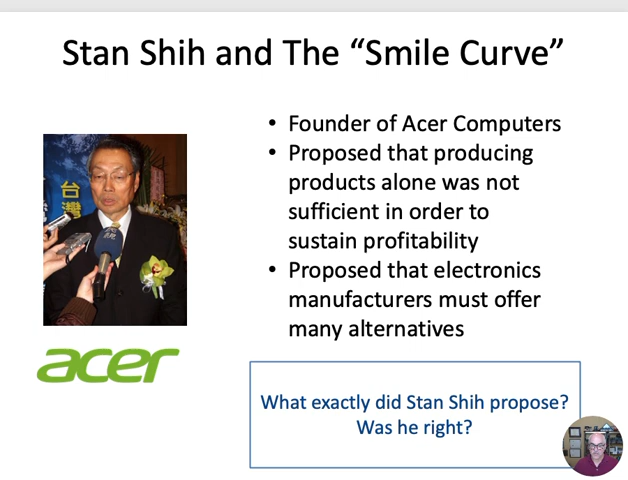 Stan Shih and The “Smile Curve”
• Founder of Acer Computers
• Proposed that producing
products alone was not
sufficient in order to
sustain profitability
• Proposed that electronics
manufacturers must offer
many alternatives
台
灣
acer
What exactly did Stan Shih propose?
Was he right?